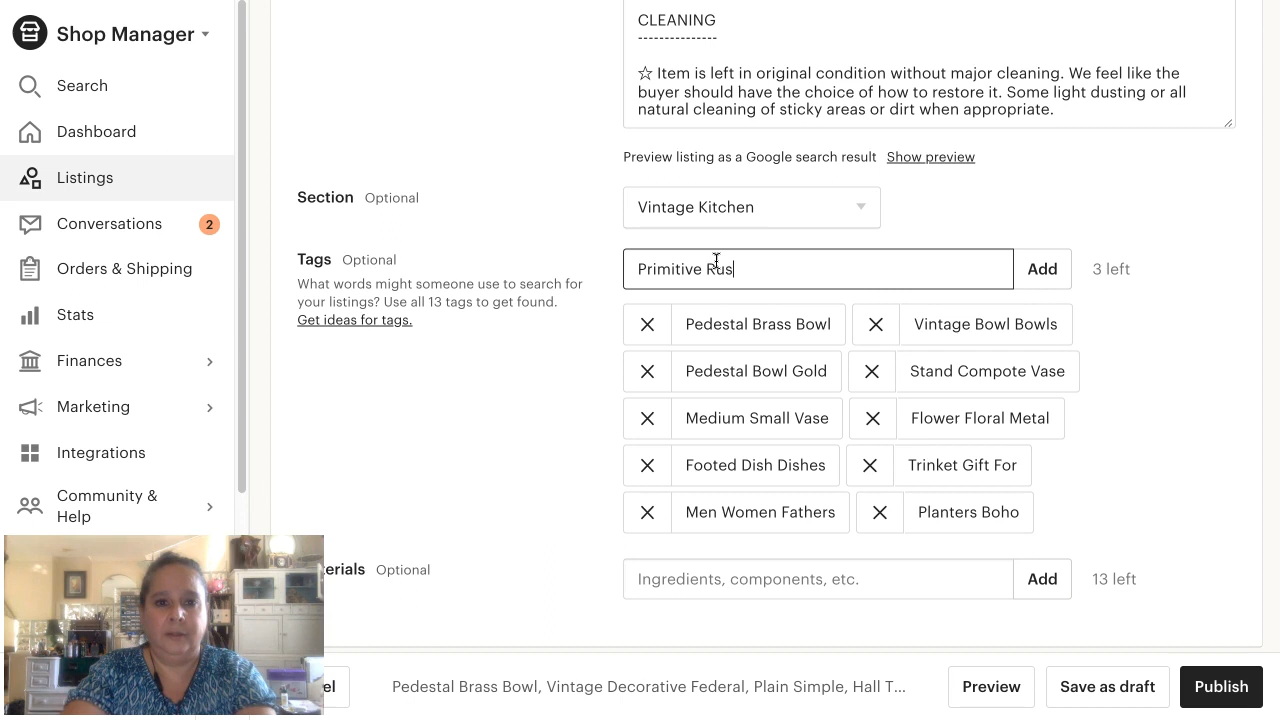 Shop Manager
Search
Dashboard
Listings
Conversations 2
Orders & Shipping
Stats
Finances
Marketing
Integrations
Community &
Help
CLEANING
---------------
☆ Item is left in original condition without major cleaning. We feel like the
buyer should have the choice of how to restore it. Some light dusting or all
natural cleaning of sticky areas or dirt when appropriate.
Preview listing as a Google search result Show preview
Section Optional
Vintage Kitchen
Tags Optional
What words might someone use to search for
your listings? Use all 13 tags to get found.
Get ideas for tags.
Primitive Rus Add 3 left
Pedestal Brass Bowl Vintage Bowl Bowls
Pedestal Bowl Gold Stand Compote Vase
Medium Small Vase Flower Floral Metal
Footed Dish Dishes Trinket Gift For
Men Women Fathers Planters Boho
erials Optional
Ingredients, components, etc. Add 13 left
el
Pedestal Brass Bowl, Vintage Decorative Federal, Plain Simple, Hall T...
Preview Save as draft Publish